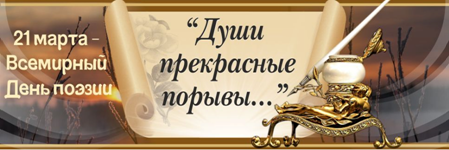 21 марта –
Всемирный
День поэзии
“Души
прекрасные
порывы...”